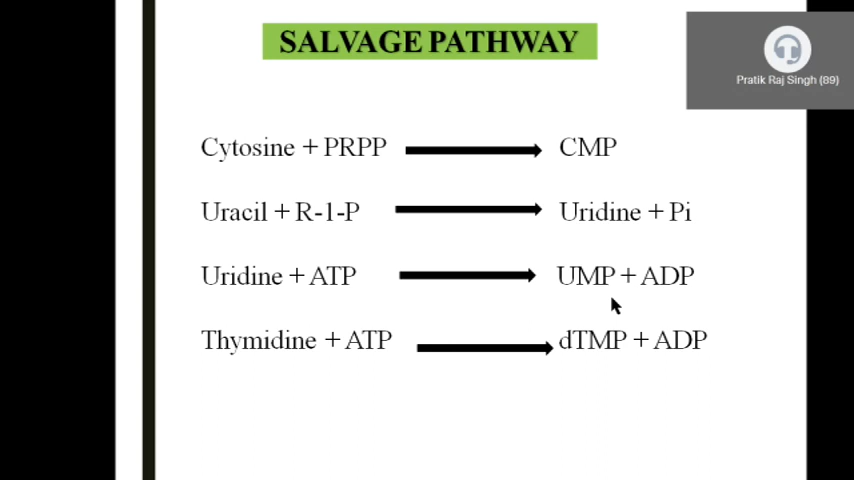 SALVAGE PATHWAY
Pratik Raj Singh (89)
Cytosine + PRPP CMP
Uracil + R-1-P Uridine + Pi
Uridine + ATP UMP + ADP
Thymidine + ATP dTMP + ADP